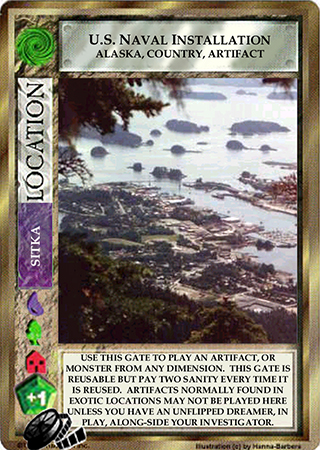 U.S. NAVAL INSTALLATION
ALASKA, COUNTRY, ARTIFACT
LOCATION
SITKA
+1
USE THIS GATE TO PLAY AN ARTIFACT, OR
MONSTER FROM ANY DIMENSION. THIS GATE IS
REUSABLE BUT PAY TWO SANITY EVERY TIME IT
IS REUSED. ARTIFACTS NORMALLY FOUND IN
EXOTIC LOCATIONS MAY NOT BE PLAYED HERE
UNLESS YOU HAVE AN UNFLIPPED DREAMER, IN
PLAY, ALONG-SIDE YOUR INVESTIGATOR.
Inc.
Illustration (c) by Hanna-Barbera